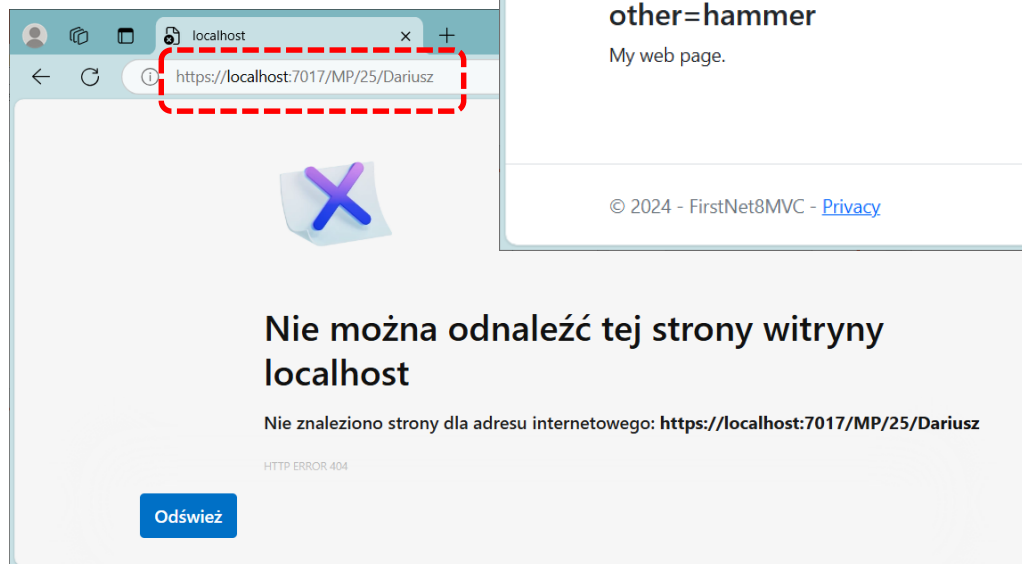 localhost
https://localhost:7017/MP/25/Dariusz
other=hammer
My web page.
© 2024 - FirstNet8MVC - Privacy
Nie można odnaleźć tej strony witryny
localhost
Nie znaleziono strony dla adresu internetowego: https://localhost:7017/MP/25/Dariusz
HTTP ERROR 404
Odśwież